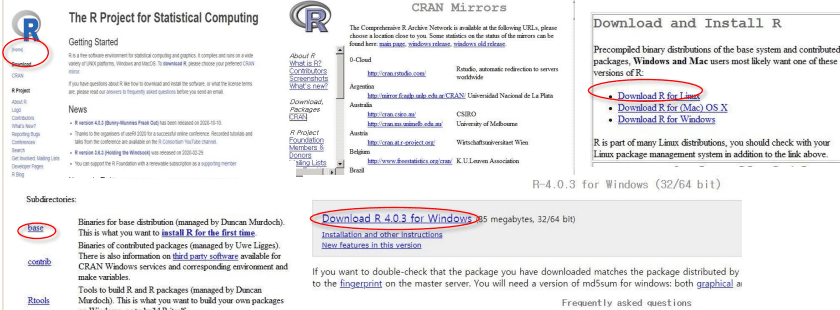 The R Project for Statistical Computing
[Home]
Download
CRAN
R Project
About R
Logo
Contributors
What's New?
Reporting Bugs
Conferences
Search
Get Involved: Mailing Lists
Developer Pages
R Blog
Getting Started
R is a free software environment for statistical computing and graphics. It compiles and runs on a wide
variety of UNIX platforms, Windows and MacOS. To download R, please choose your preferred CRAN
mirror.
If you have questions about R like how to download and install the software, or what the license terms
are, please read our answers to frequently asked questions before you send an email.
News
• R version 4.0.3 (Bunny-Wunnies Freak Out) has been released on 2020-10-10.
• Thanks to the organisers of useR! 2020 for a successful online conference. Recorded tutorials and
talks from the conference are available on the R Consortium YouTube channel.
• R version 3.6.3 (Holding the Windsock) was released on 2020-02-29.
• You can support the R Foundation with a renewable subscription as a supporting member
CRAN Mirrors
The Comprehensive R Archive Network is available at the following URLs, please
choose a location close to you. Some statistics on the status of the mirrors can be
found here: main page, windows release, windows old release.
About R
What is R?
Contributors
Screenshots
What's new?
Download,
Packages
CRAN
R Project
Foundation
Members &
Donors
Mailing Lists
0-Cloud
http://cran.rstudio.com/ Rstudio, automatic redirection to servers
worldwide
Argentina
http://mirror.fcaglp.unlp.edu.ar/CRAN/ Universidad Nacional de La Plata
Australia
http://cran.csiro.au/ CSIRO
http://cran.ms.unimelb.edu.au/ University of Melbourne
Austria
http://cran.at.r-project.org/ Wirtschaftsuniversitaet Wien
Belgium
http://www.freestatistics.org/cran/ K.U.Leuven Association
Brazil
Download and Install R
Precompiled binary distributions of the base system and contributed
packages, Windows and Mac users most likely want one of these
versions of R:
• Download R for Linux
• Download R for (Mac) OS X
• Download R for Windows
R is part of many Linux distributions, you should check with your
Linux package management system in addition to the link above.
Subdirectories:
base Binaries for base distribution (managed by Duncan Murdoch).
This is what you want to install R for the first time.
contrib Binaries of contributed packages (managed by Uwe Ligges).
There is also information on third party software available for
CRAN Windows services and corresponding environment and
make variables.
Rtools Tools to build R and R packages (managed by Duncan
Murdoch). This is what you want to build your own packages
R-4.0.3 for Windows (32/64 bit)
Download R 4.0.3 for Windows (85 megabytes, 32/64 bit)
Installation and other instructions
New features in this version
If you want to double-check that the package you have downloaded matches the package distributed by
to the fingerprint on the master server. You will need a version of md5sum for windows: both graphical a
Frequently asked questions